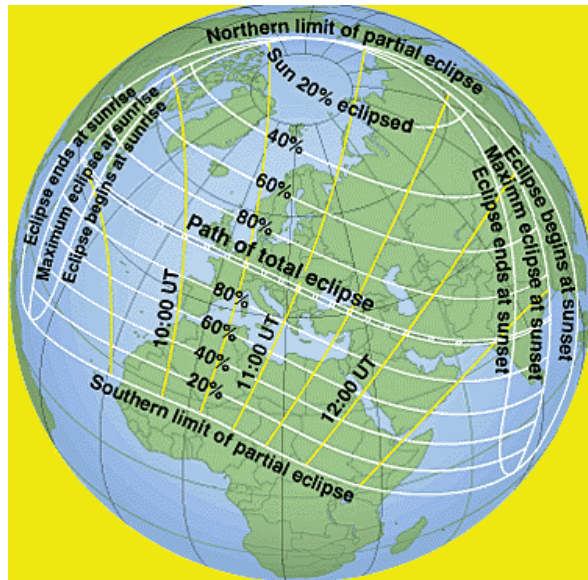 Northern limit of partial eclipse
Sun 20% eclipsed
40%
60%
80%
Path of total eclipse
80%
60%
40%
20%
Southern limit of partial eclipse
Eclipse ends at sunrise
Maximum eclipse at sunrise
Eclipse begins at sunrise
10:00 UT
11:00 UT
12:00 UT
Eclipse begins at sunset
Maximm eclipse at sunset
Eclipse ends at sunset